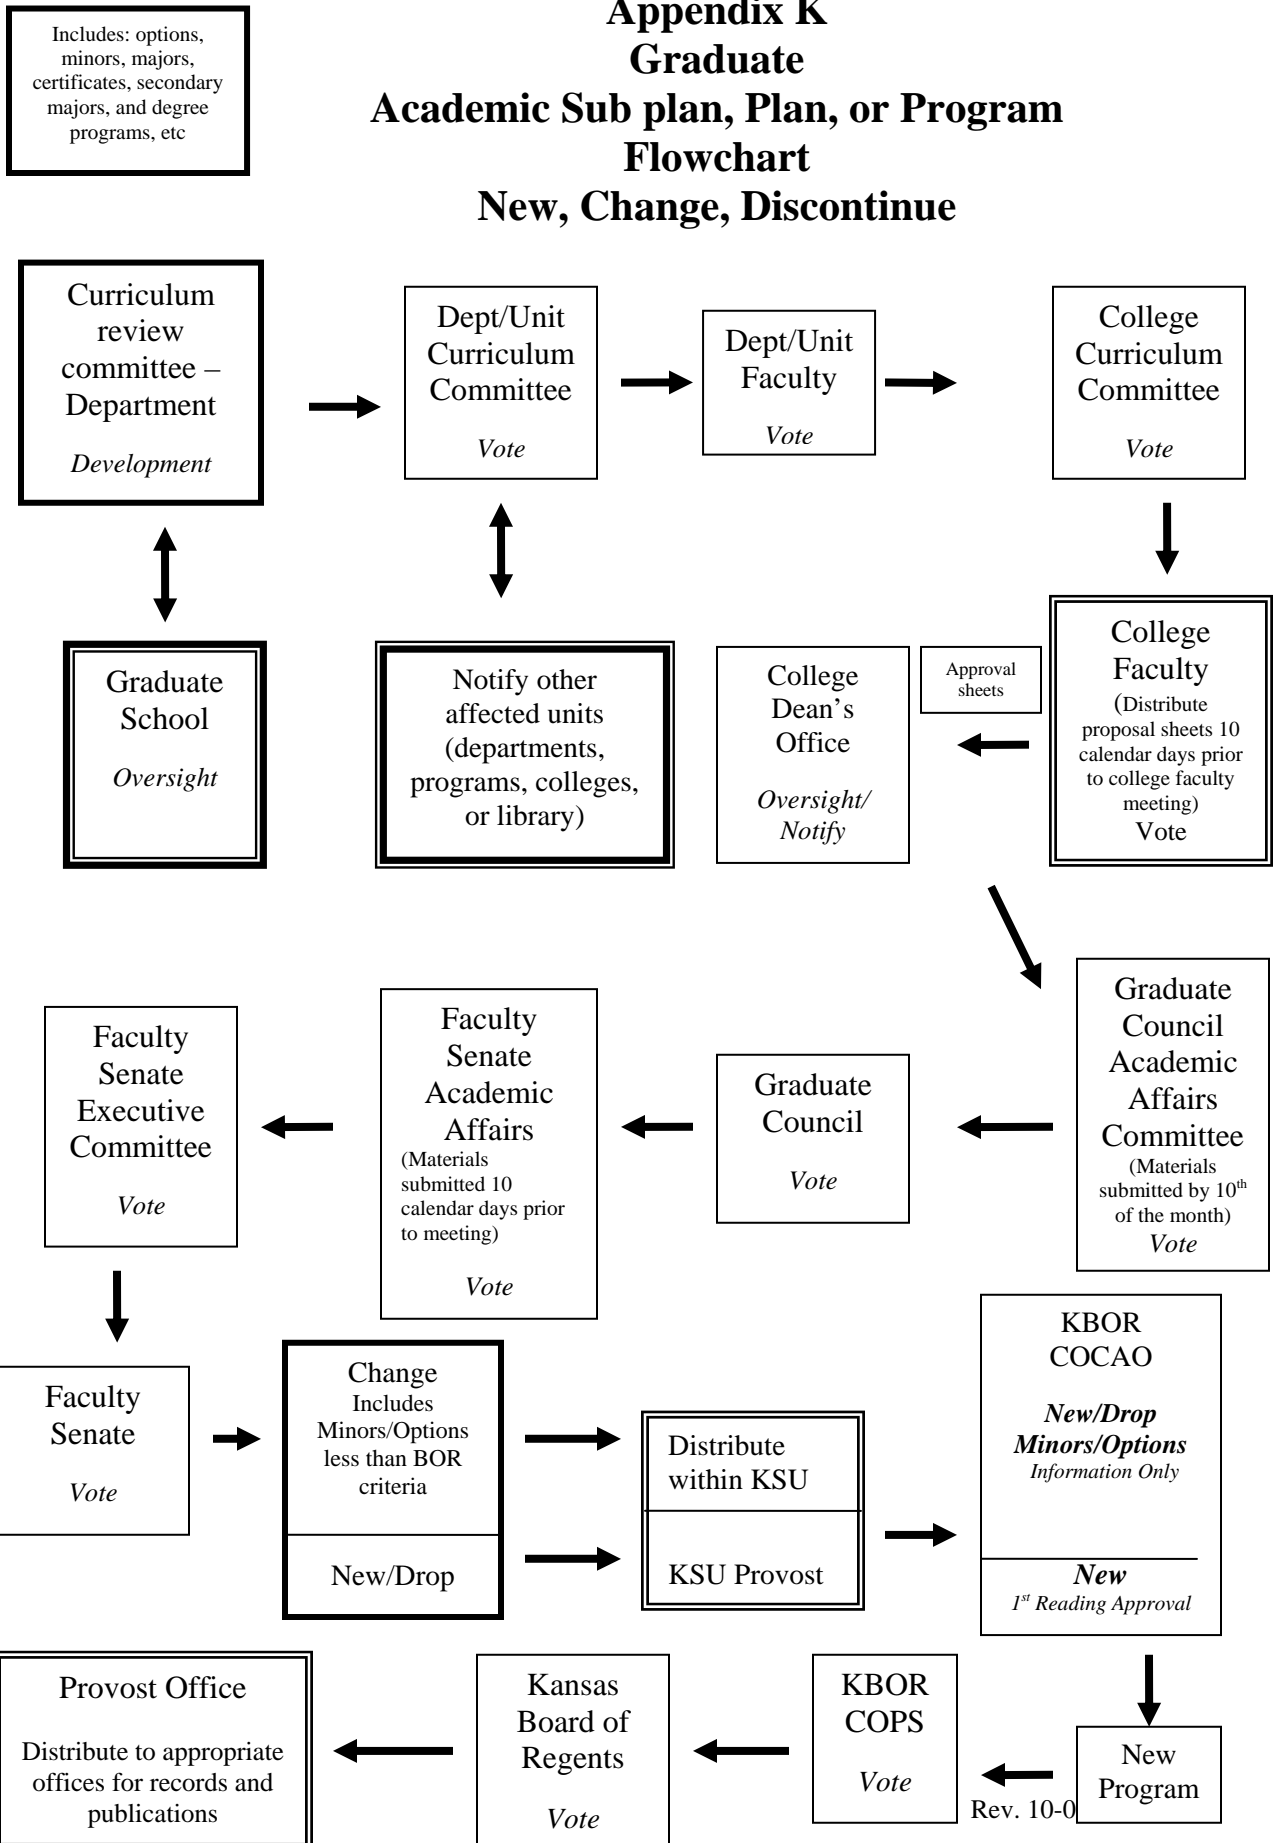 Includes: options,
minors, majors,
certificates, secondary
majors, and degree
programs, etc
Appendix K
Graduate
Academic Sub plan, Plan, or Program
Flowchart
New, Change, Discontinue
Curriculum
review
committee –
Department
Development
Dept/Unit
Curriculum
Committee
Vote
Dept/Unit
Faculty
Vote
College
Curriculum
Committee
Vote
Graduate
School
Oversight
Notify other
affected units
(departments,
programs, colleges,
or library)
College
Dean's
Office
Oversight/
Notify
Approval
sheets
College
Faculty
(Distribute
proposal sheets 10
calendar days prior
to college faculty
meeting)
Vote
Faculty
Senate
Executive
Committee
Vote
Faculty
Senate
Academic
Affairs
(Materials
submitted 10
calendar days prior
to meeting)
Vote
Graduate
Council
Vote
Graduate
Council
Academic
Affairs
Committee
(Materials
submitted by 10th
of the month)
Vote
Faculty
Senate
Vote
Change
Includes
Minors/Options
less than BOR
criteria
New/Drop
Distribute
within KSU
KSU Provost
KBOR
COCAO
New/Drop
Minors/Options
Information Only
New
1st Reading Approval
Provost Office
Distribute to appropriate
offices for records and
publications
Kansas
Board of
Regents
Vote
KBOR
COPS
Vote
New
Program
Rev. 10-0